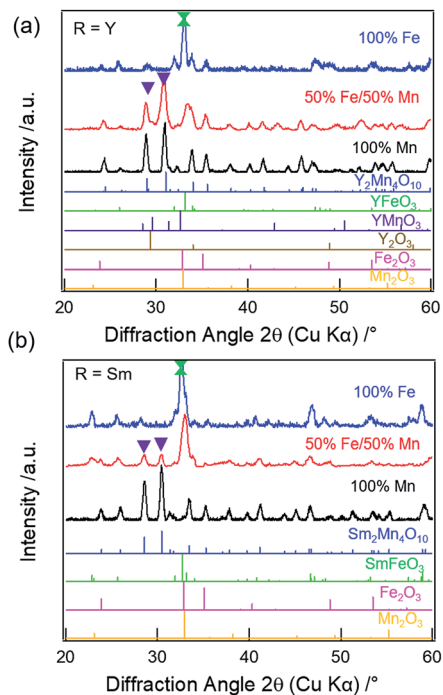 (a)
R = Y
100% Fe
50% Fe/50% Mn
100% Mn
Y2Mn4O10
YFeO3
YMnO3
Y2O3
Fe2O3
Mn2O3
Intensity /a.u.
20 30 40 50 60
Diffraction Angle 2θ (Cu Kα) /°
(b)
R = Sm
100% Fe
50% Fe/50% Mn
100% Mn
Sm2Mn4O10
SmFeO3
Fe2O3
Mn2O3
Intensity /a.u.
20 30 40 50 60
Diffraction Angle 2θ (Cu Kα) /°